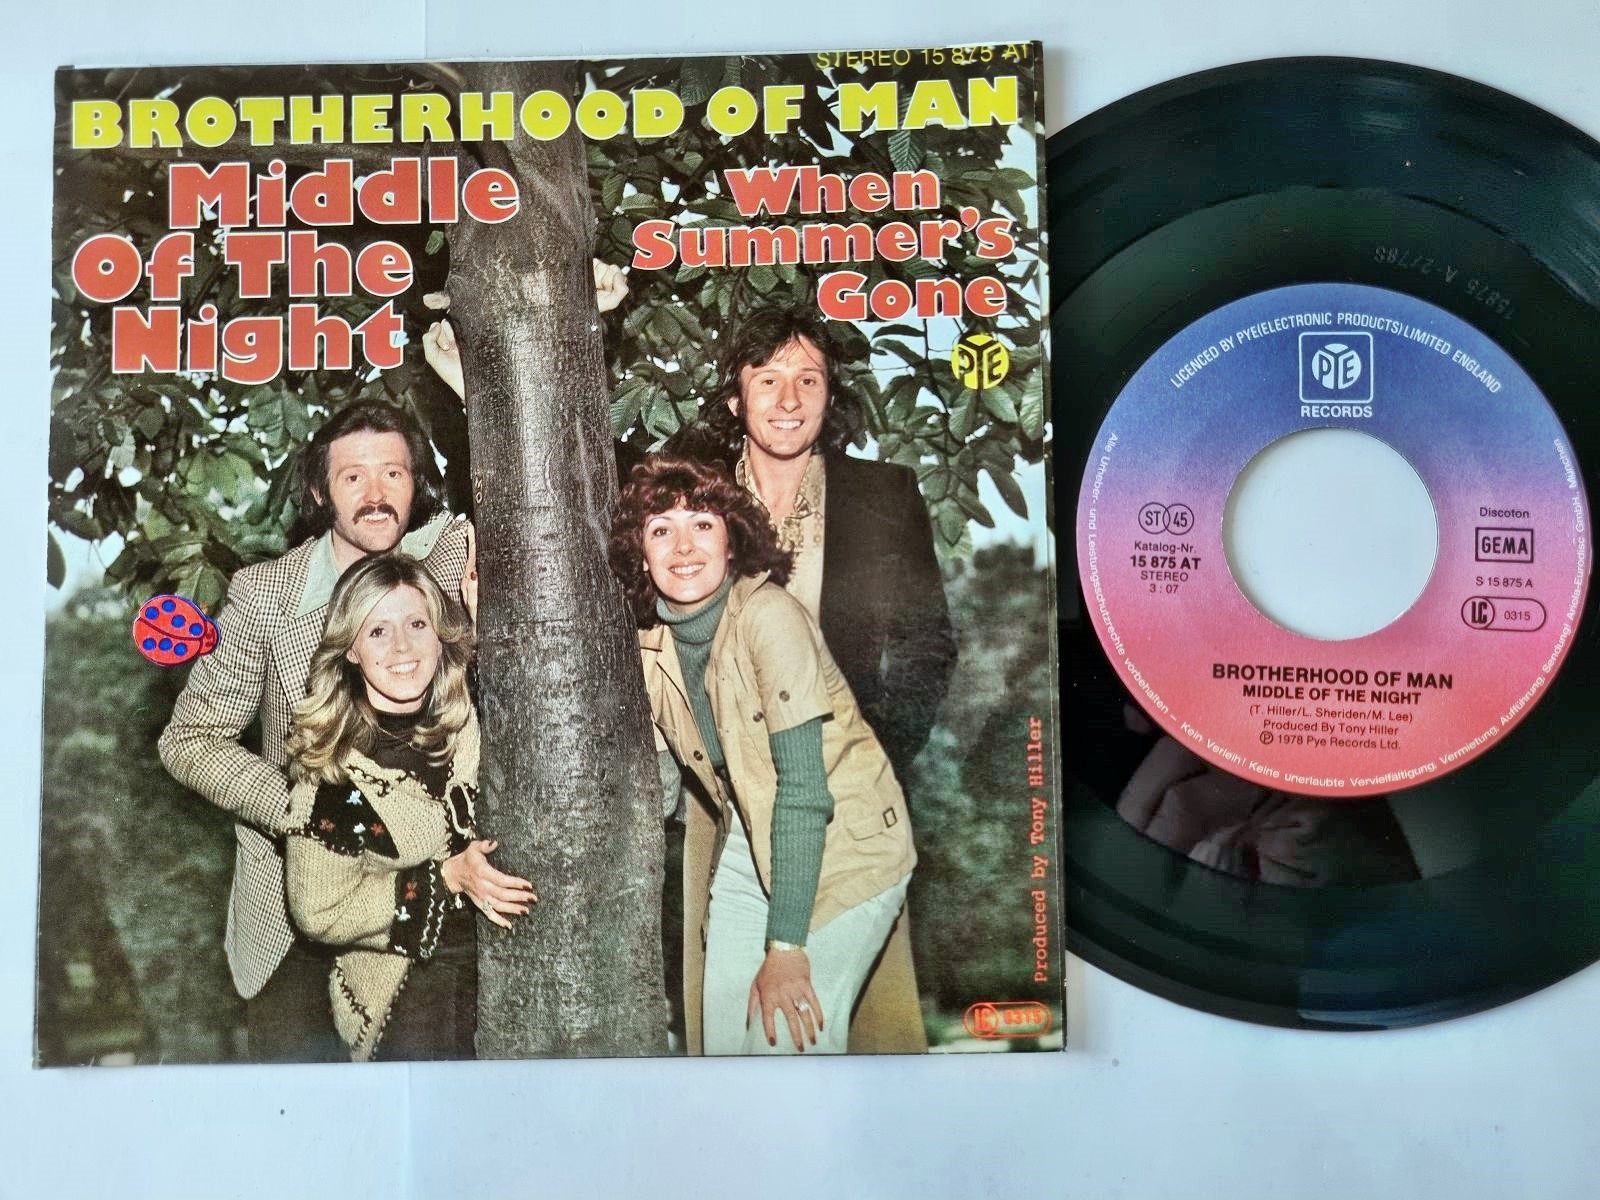 STEREO 15 875 AT
BROTHERHOOD OF MAN
Middle
Of The
Night
When
Summer's
Gone
PYE
Produced by Tony Hiller
LC 0315
15875 A-2/78S
LICENCED BY PYE (ELECTRONIC PRODUCTS) LIMITED ENGLAND
PYE
RECORDS
ST 45
Katalog-Nr.
15 875 AT
STEREO
3:07
Discoton
GEMA
S 15 875 A
LC 0315
BROTHERHOOD OF MAN
MIDDLE OF THE NIGHT
(T. Hiller/L. Sheriden/M. Lee)
Produced By Tony Hiller
℗ 1978 Pye Records Ltd.
Alle Urheber- und Leistungsschutzrechte vorbehalten – Kein Verleih! Keine unerlaubte Vervielfältigung, Vermietung, Aufführung, Sendung! Ariola-Eurodisc GmbH. München